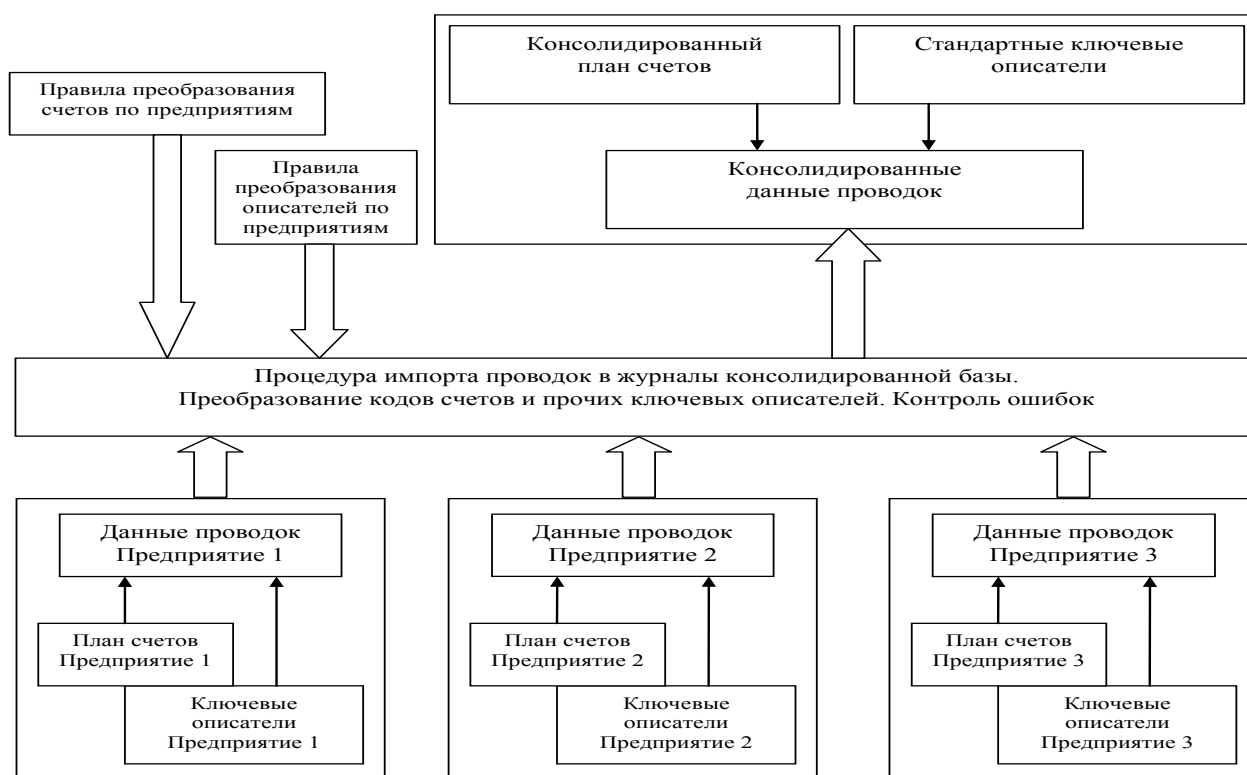 Консолидированный
план счетов
Стандартные ключевые
описатели
Правила преобразования
счетов по предприятиям
Правила
преобразования
описателей по
предприятиям
Консолидированные
данные проводок
Процедура импорта проводок в журналы консолидированной базы.
Преобразование кодов счетов и прочих ключевых описателей. Контроль ошибок
Данные проводок
Предприятие 1
План счетов
Предприятие 1
Ключевые
описатели
Предприятие 1
Данные проводок
Предприятие 2
План счетов
Предприятие 2
Ключевые
описатели
Предприятие 2
Данные проводок
Предприятие 3
План счетов
Предприятие 3
Ключевые
описатели
Предприятие 3